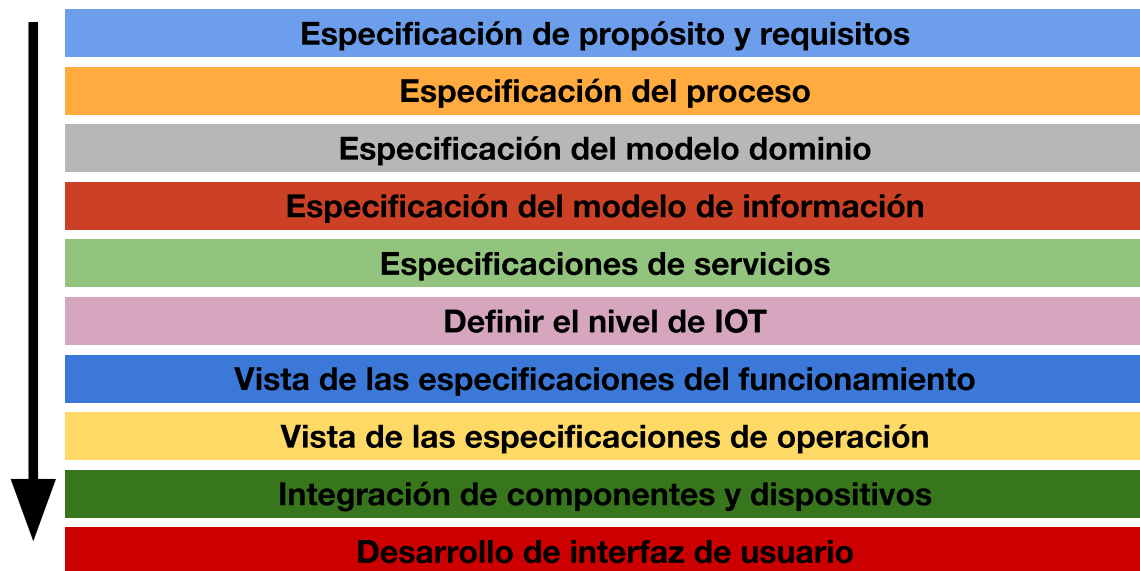 Especificación de propósito y requisitos
Especificación del proceso
Especificación del modelo dominio
Especificación del modelo de información
Especificaciones de servicios
Definir el nivel de IOT
Vista de las especificaciones del funcionamiento
Vista de las especificaciones de operación
Integración de componentes y dispositivos
Desarrollo de interfaz de usuario